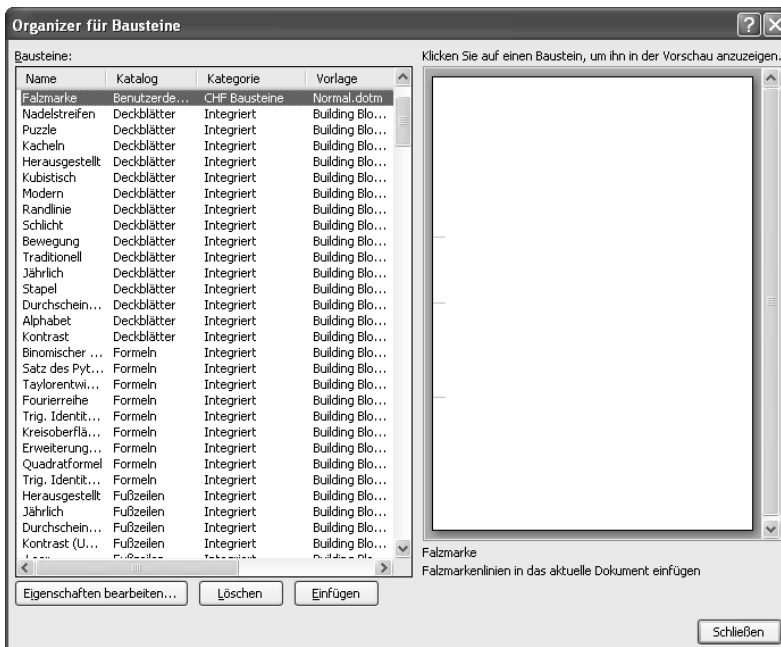 Organizer für Bausteine
Bausteine:
Klicken Sie auf einen Baustein, um ihn in der Vorschau anzuzeigen.
Name Katalog Kategorie Vorlage
Falzmarke Benutzerde... CHF Bausteine Normal.dotm
Nadelstreifen Deckblätter Integriert Building Blo...
Puzzle Deckblätter Integriert Building Blo...
Kacheln Deckblätter Integriert Building Blo...
Herausgestellt Deckblätter Integriert Building Blo...
Kubistisch Deckblätter Integriert Building Blo...
Modern Deckblätter Integriert Building Blo...
Randlinie Deckblätter Integriert Building Blo...
Schlicht Deckblätter Integriert Building Blo...
Bewegung Deckblätter Integriert Building Blo...
Traditionell Deckblätter Integriert Building Blo...
Jährlich Deckblätter Integriert Building Blo...
Stapel Deckblätter Integriert Building Blo...
Durchschein... Deckblätter Integriert Building Blo...
Alphabet Deckblätter Integriert Building Blo...
Kontrast Deckblätter Integriert Building Blo...
Binomischer ... Formeln Integriert Building Blo...
Satz des Pyt... Formeln Integriert Building Blo...
Taylorentwi... Formeln Integriert Building Blo...
Fourierreihe Formeln Integriert Building Blo...
Trig. Identit... Formeln Integriert Building Blo...
Kreisoberflä... Formeln Integriert Building Blo...
Erweiterung... Formeln Integriert Building Blo...
Quadratformel Formeln Integriert Building Blo...
Trig. Identit... Formeln Integriert Building Blo...
Herausgestellt Fußzeilen Integriert Building Blo...
Jährlich Fußzeilen Integriert Building Blo...
Durchschein... Fußzeilen Integriert Building Blo...
Kontrast (U... Fußzeilen Integriert Building Blo...
Falzmarke
Falzmarkenlinien in das aktuelle Dokument einfügen
Eigenschaften bearbeiten... Löschen Einfügen
Schließen